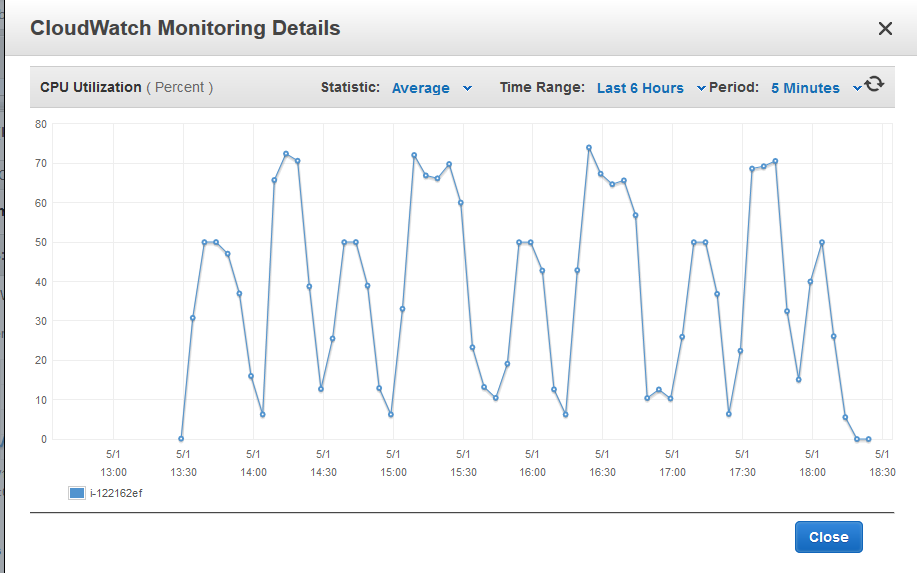 CloudWatch Monitoring Details
CPU Utilization ( Percent ) Statistic: Average Time Range: Last 6 Hours Period: 5 Minutes
80
70
60
50
40
30
20
10
0
5/1 5/1 5/1 5/1 5/1 5/1 5/1 5/1 5/1 5/1 5/1 5/1
13:00 13:30 14:00 14:30 15:00 15:30 16:00 16:30 17:00 17:30 18:00 18:30
i-122162ef
Close